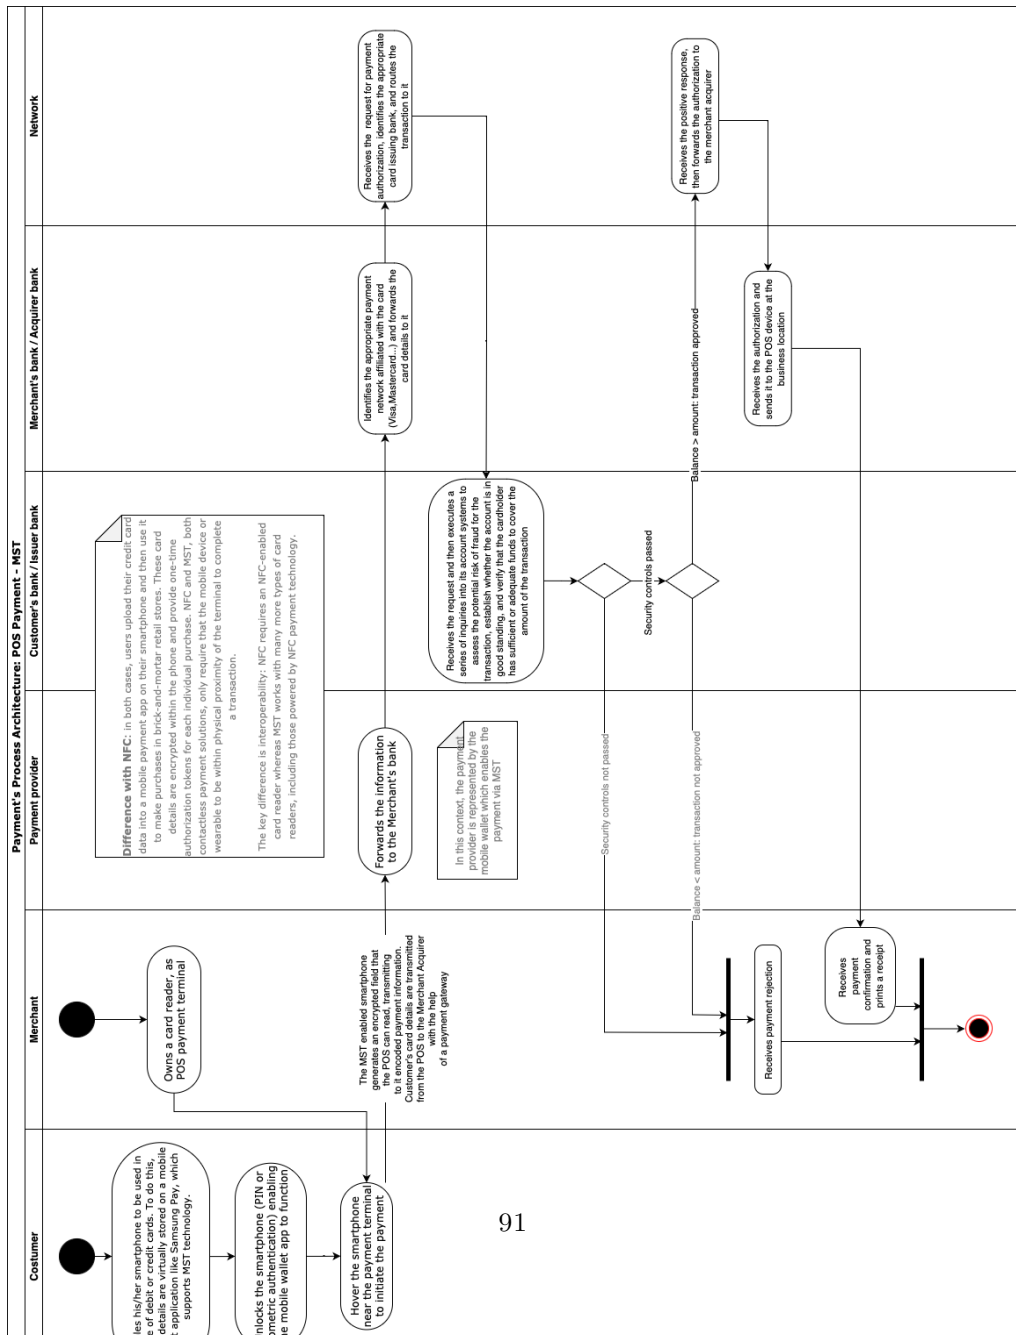 Payment's Process Architecture: POS Payment - MST
Costumer
Merchant
Payment provider
Customer's bank / Issuer bank
Merchant's bank / Acquirer bank
Network
his/her smartphone to be used in
of debit or credit cards. To do this,
details are virtually stored on a mobile
application like Samsung Pay, which
supports MST technology.
the smartphone (PIN or
authentication) enabling
mobile wallet app to function
Hover the smartphone
near the payment terminal
to initiate the payment
Owns a card reader, as
POS payment terminal
The MST enabled smartphone
generates an encrypted field that
the POS can read, transmitting
to it encoded payment information.
Customer's card details are transmitted
from the POS to the Merchant Acquirer
with the help
of a payment gateway
Difference with NFC: in both cases, users upload their credit card
data into a mobile payment app on their smartphone and then use it
to make purchases in brick-and-mortar retail stores. These card
details are encrypted within the phone and provide one-time
authorization tokens for each individual purchase. NFC and MST, both
contactless payment solutions, only require that the mobile device or
wearable to be within physical proximity of the terminal to complete
a transaction.
The key difference is interoperability: NFC requires an NFC-enabled
card reader whereas MST works with many more types of card
readers, including those powered by NFC payment technology.
Forwards the information
to the Merchant's bank
In this context, the payment
provider is represented by the
mobile wallet which enables the
payment via MST
Identifies the appropriate payment
network affiliated with the card
(Visa,Mastercard...) and forwards the
card details to it
Receives the request for payment
authorization, identifies the appropriate
card issuing bank, and routes the
transaction to it
Receives the request and then executes a
series of inquiries into its account systems to
assess the potential risk of fraud for the
transaction, establish whether the account is in
good standing, and verify that the cardholder
has sufficient or adequate funds to cover the
amount of the transaction
Security controls not passed
Security controls passed
Balance < amount: transaction not approved
Balance > amount: transaction approved
Receives the positive response,
then forwards the authorization to
the merchant acquirer
Receives the authorization and
sends it to the POS device at the
business location
Receives payment rejection
Receives
payment
confirmation and
prints a receipt
91